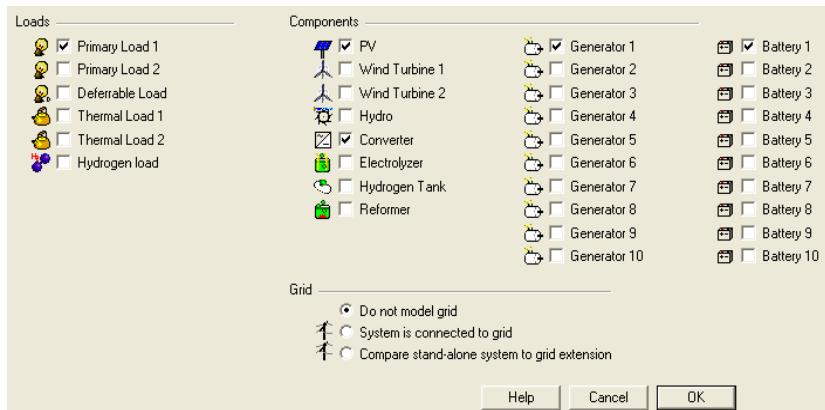 Loads
Primary Load 1
Primary Load 2
Deferrable Load
Thermal Load 1
Thermal Load 2
Hydrogen load
Components
PV
Wind Turbine 1
Wind Turbine 2
Hydro
Converter
Electrolyzer
Hydrogen Tank
Reformer
Generator 1
Generator 2
Generator 3
Generator 4
Generator 5
Generator 6
Generator 7
Generator 8
Generator 9
Generator 10
Battery 1
Battery 2
Battery 3
Battery 4
Battery 5
Battery 6
Battery 7
Battery 8
Battery 9
Battery 10
Grid
Do not model grid
System is connected to grid
Compare stand-alone system to grid extension
Help
Cancel
OK